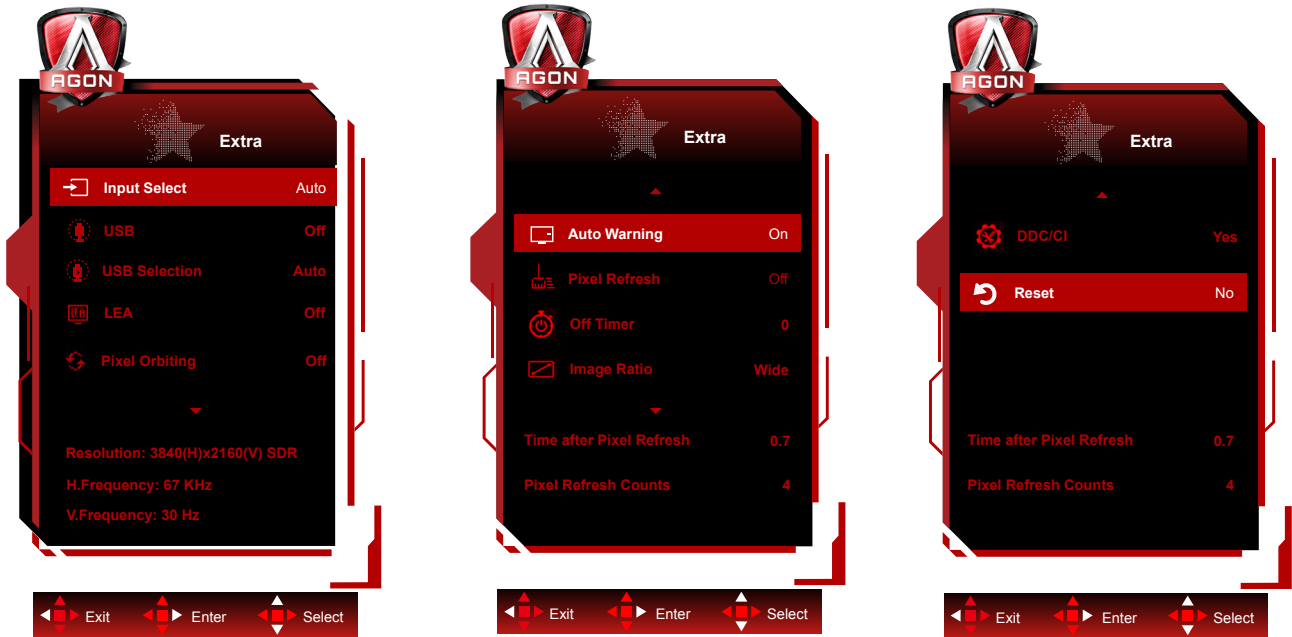 AGON
Extra
Input Select Auto
USB Off
USB Selection Auto
LEA Off
Pixel Orbiting Off
Resolution: 3840(H)x2160(V) SDR
H.Frequency: 67 KHz
V.Frequency: 30 Hz
Exit Enter Select
AGON
Extra
Auto Warning On
Pixel Refresh Off
Off Timer 0
Image Ratio Wide
Time after Pixel Refresh 0.7
Pixel Refresh Counts 4
Exit Enter Select
AGON
Extra
DDC/CI Yes
Reset No
Time after Pixel Refresh 0.7
Pixel Refresh Counts 4
Exit Enter Select